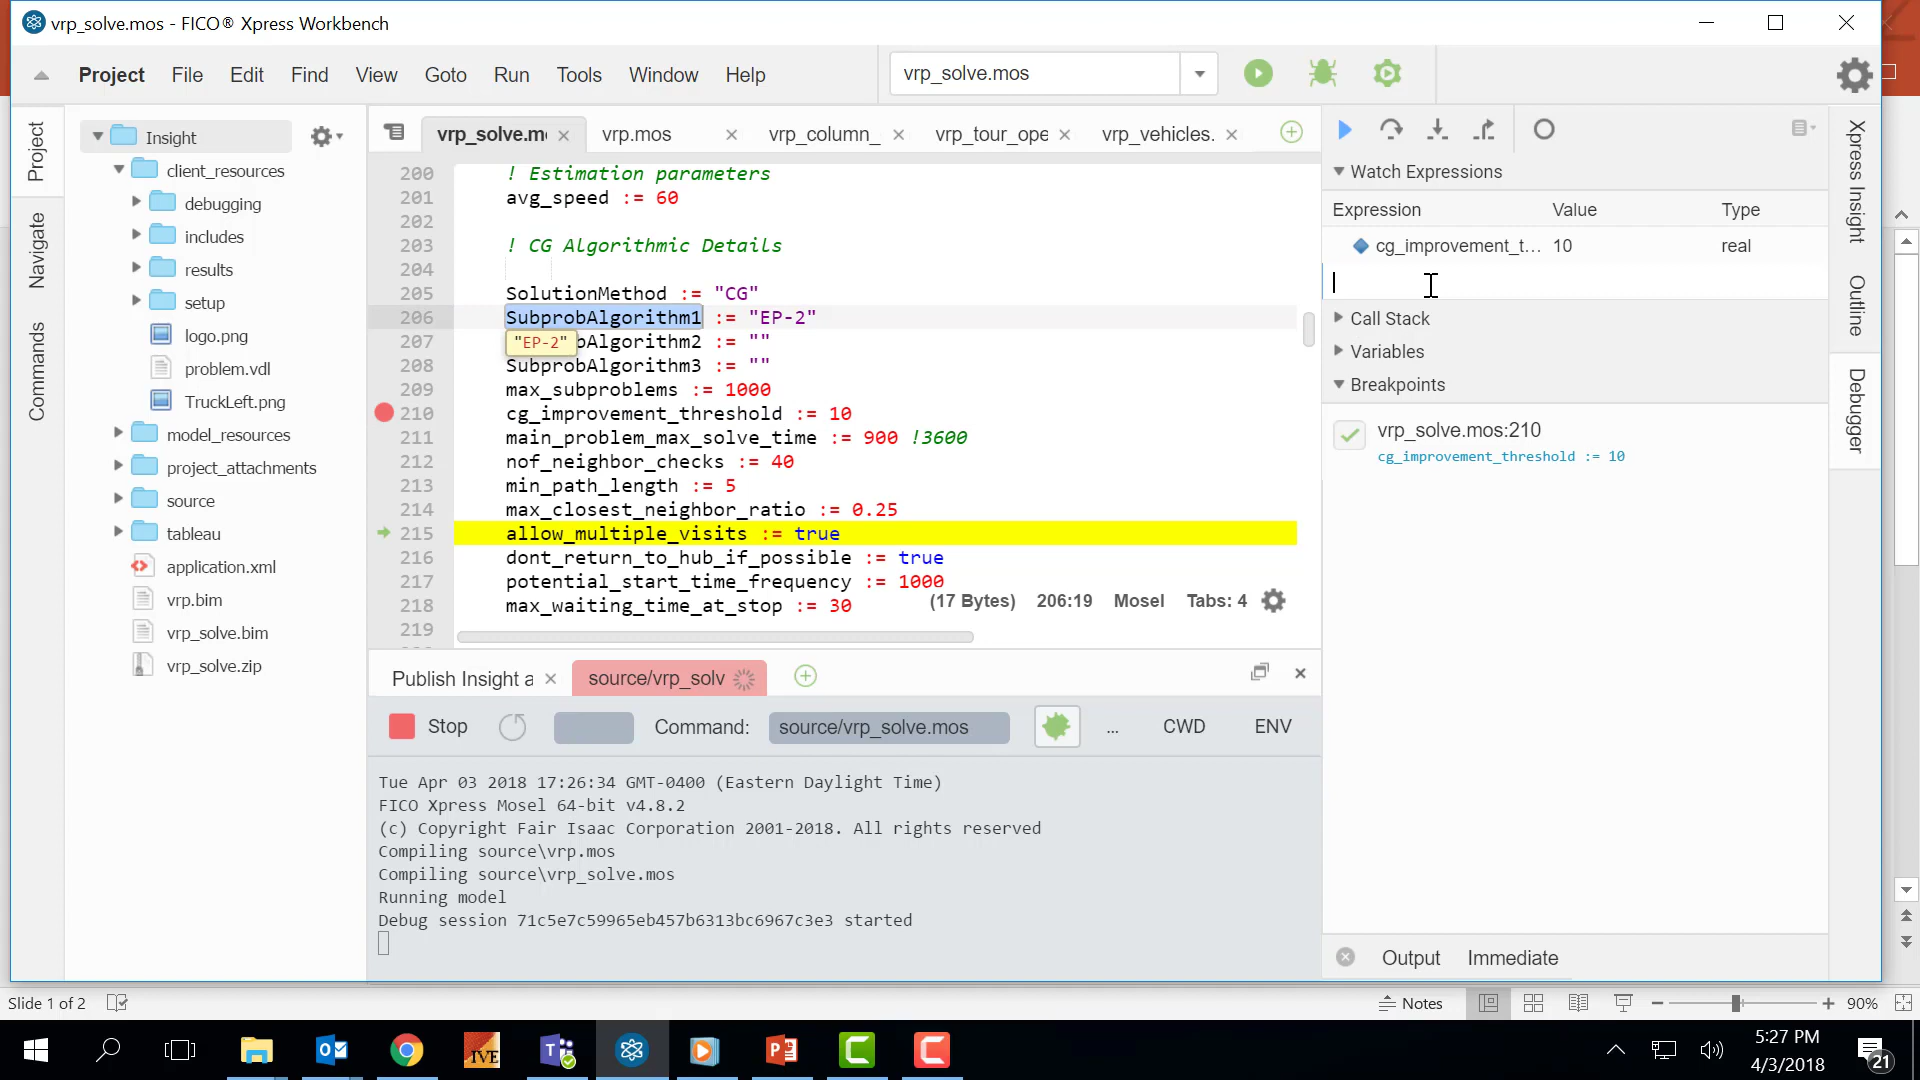 vrp_solve.mos - FICO® Xpress Workbench
Project File Edit Find View Goto Run Tools Window Help
vrp_solve.mos
Project
Navigate
Commands
Insight
client_resources
debugging
includes
results
setup
logo.png
problem.vdl
TruckLeft.png
model_resources
project_attachments
source
tableau
application.xml
vrp.bim
vrp_solve.bim
vrp_solve.zip
vrp_solve.m vrp.mos vrp_column_ vrp_tour_ope vrp_vehicles.
200 ! Estimation parameters
201 avg_speed := 60
202
203 ! CG Algorithmic Details
204
205 SolutionMethod := "CG"
206 SubprobAlgorithm1 := "EP-2"
207 "EP-2" bAlgorithm2 := ""
208 SubprobAlgorithm3 := ""
209 max_subproblems := 1000
210 cg_improvement_threshold := 10
211 main_problem_max_solve_time := 900 !3600
212 nof_neighbor_checks := 40
213 min_path_length := 5
214 max_closest_neighbor_ratio := 0.25
215 allow_multiple_visits := true
216 dont_return_to_hub_if_possible := true
217 potential_start_time_frequency := 1000
218 max_waiting_time_at_stop := 30
219
(17 Bytes) 206:19 Mosel Tabs: 4
Publish Insight a source/vrp_solv
Stop Command: source/vrp_solve.mos ... CWD ENV
Tue Apr 03 2018 17:26:34 GMT-0400 (Eastern Daylight Time)
FICO Xpress Mosel 64-bit v4.8.2
(c) Copyright Fair Isaac Corporation 2001-2018. All rights reserved
Compiling source\vrp.mos
Compiling source\vrp_solve.mos
Running model
Debug session 71c5e7c59965eb457b6313bc6967c3e3 started
Watch Expressions
Expression Value Type
cg_improvement_t... 10 real
Call Stack
Variables
Breakpoints
vrp_solve.mos:210
cg_improvement_threshold := 10
Output Immediate
Xpress Insight
Outline
Debugger
Slide 1 of 2 Notes 90%
IVE
5:27 PM
4/3/2018
21